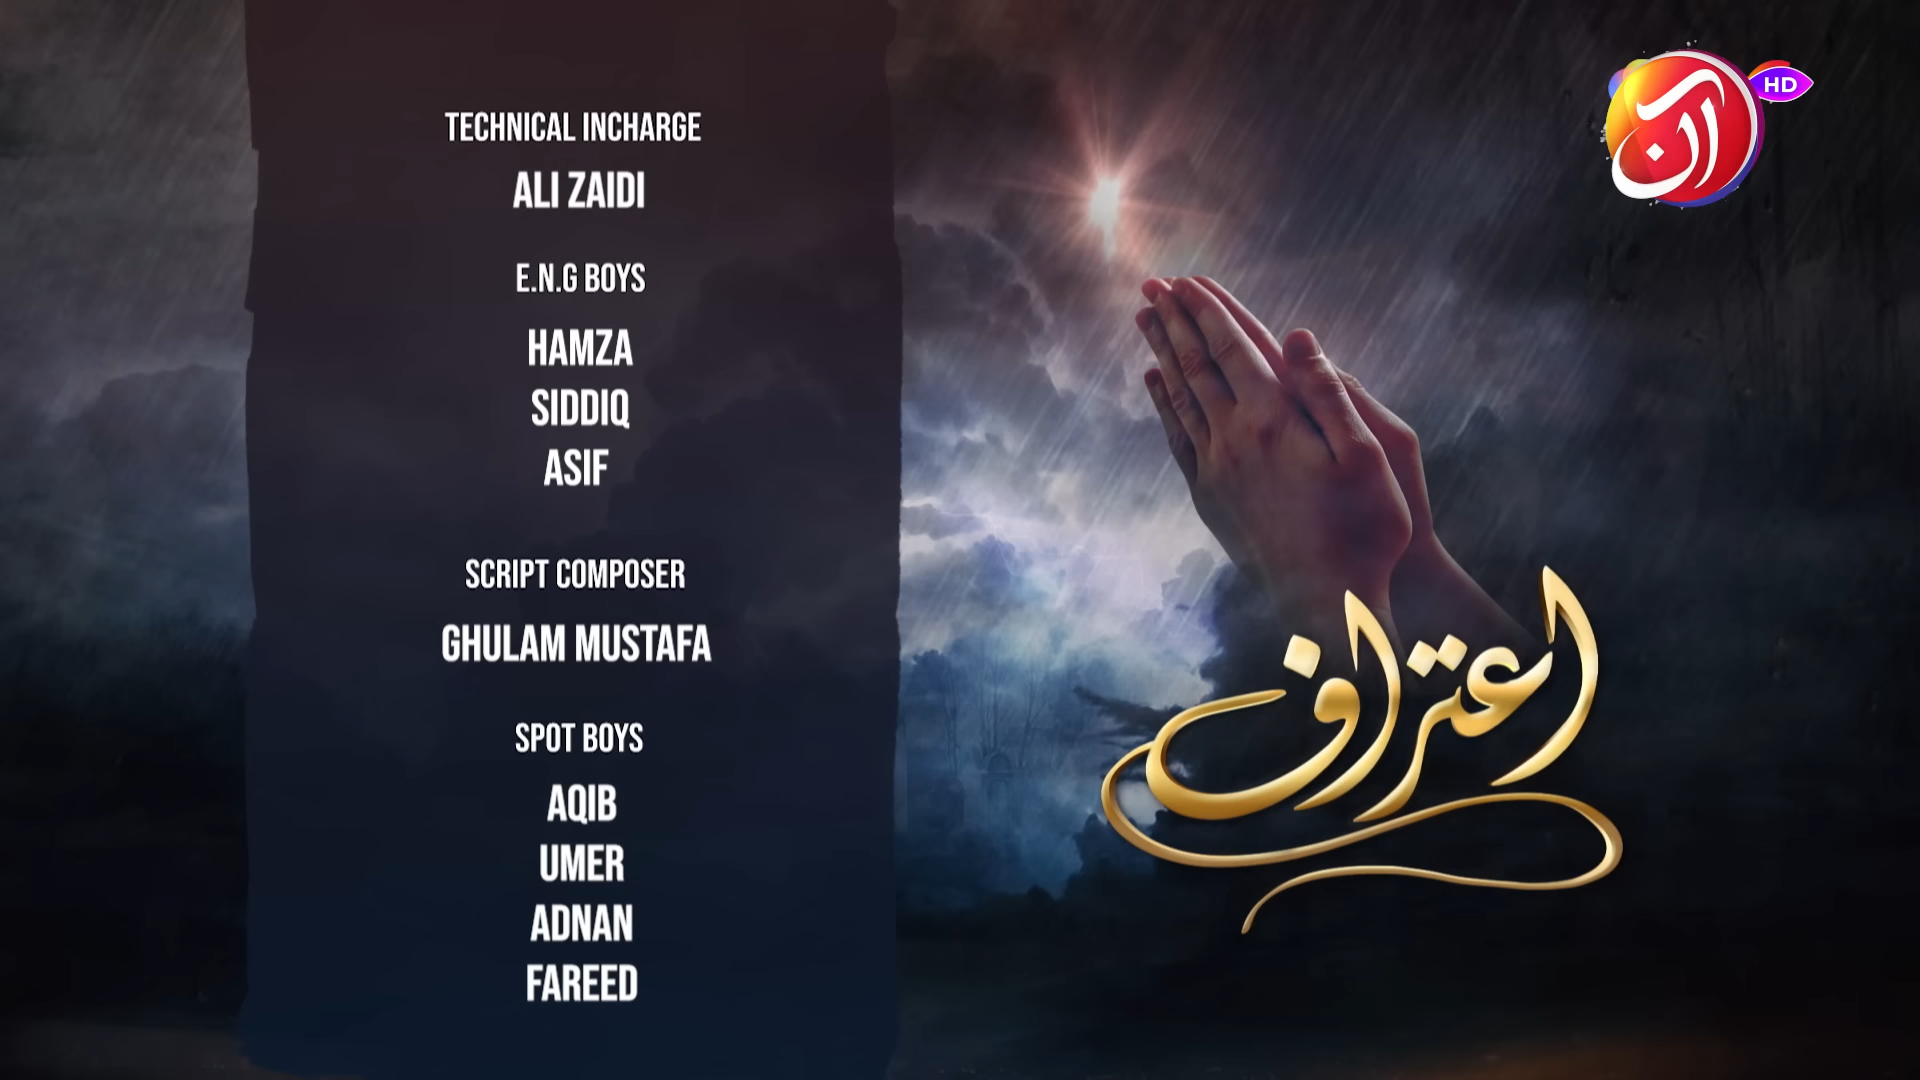 TECHNICAL INCHARGE
ALI ZAIDI
E.N.G BOYS
HAMZA
SIDDIQ
ASIF
SCRIPT COMPOSER
GHULAM MUSTAFA
SPOT BOYS
AQIB
UMER
ADNAN
FAREED
آن
HD
اعتراف